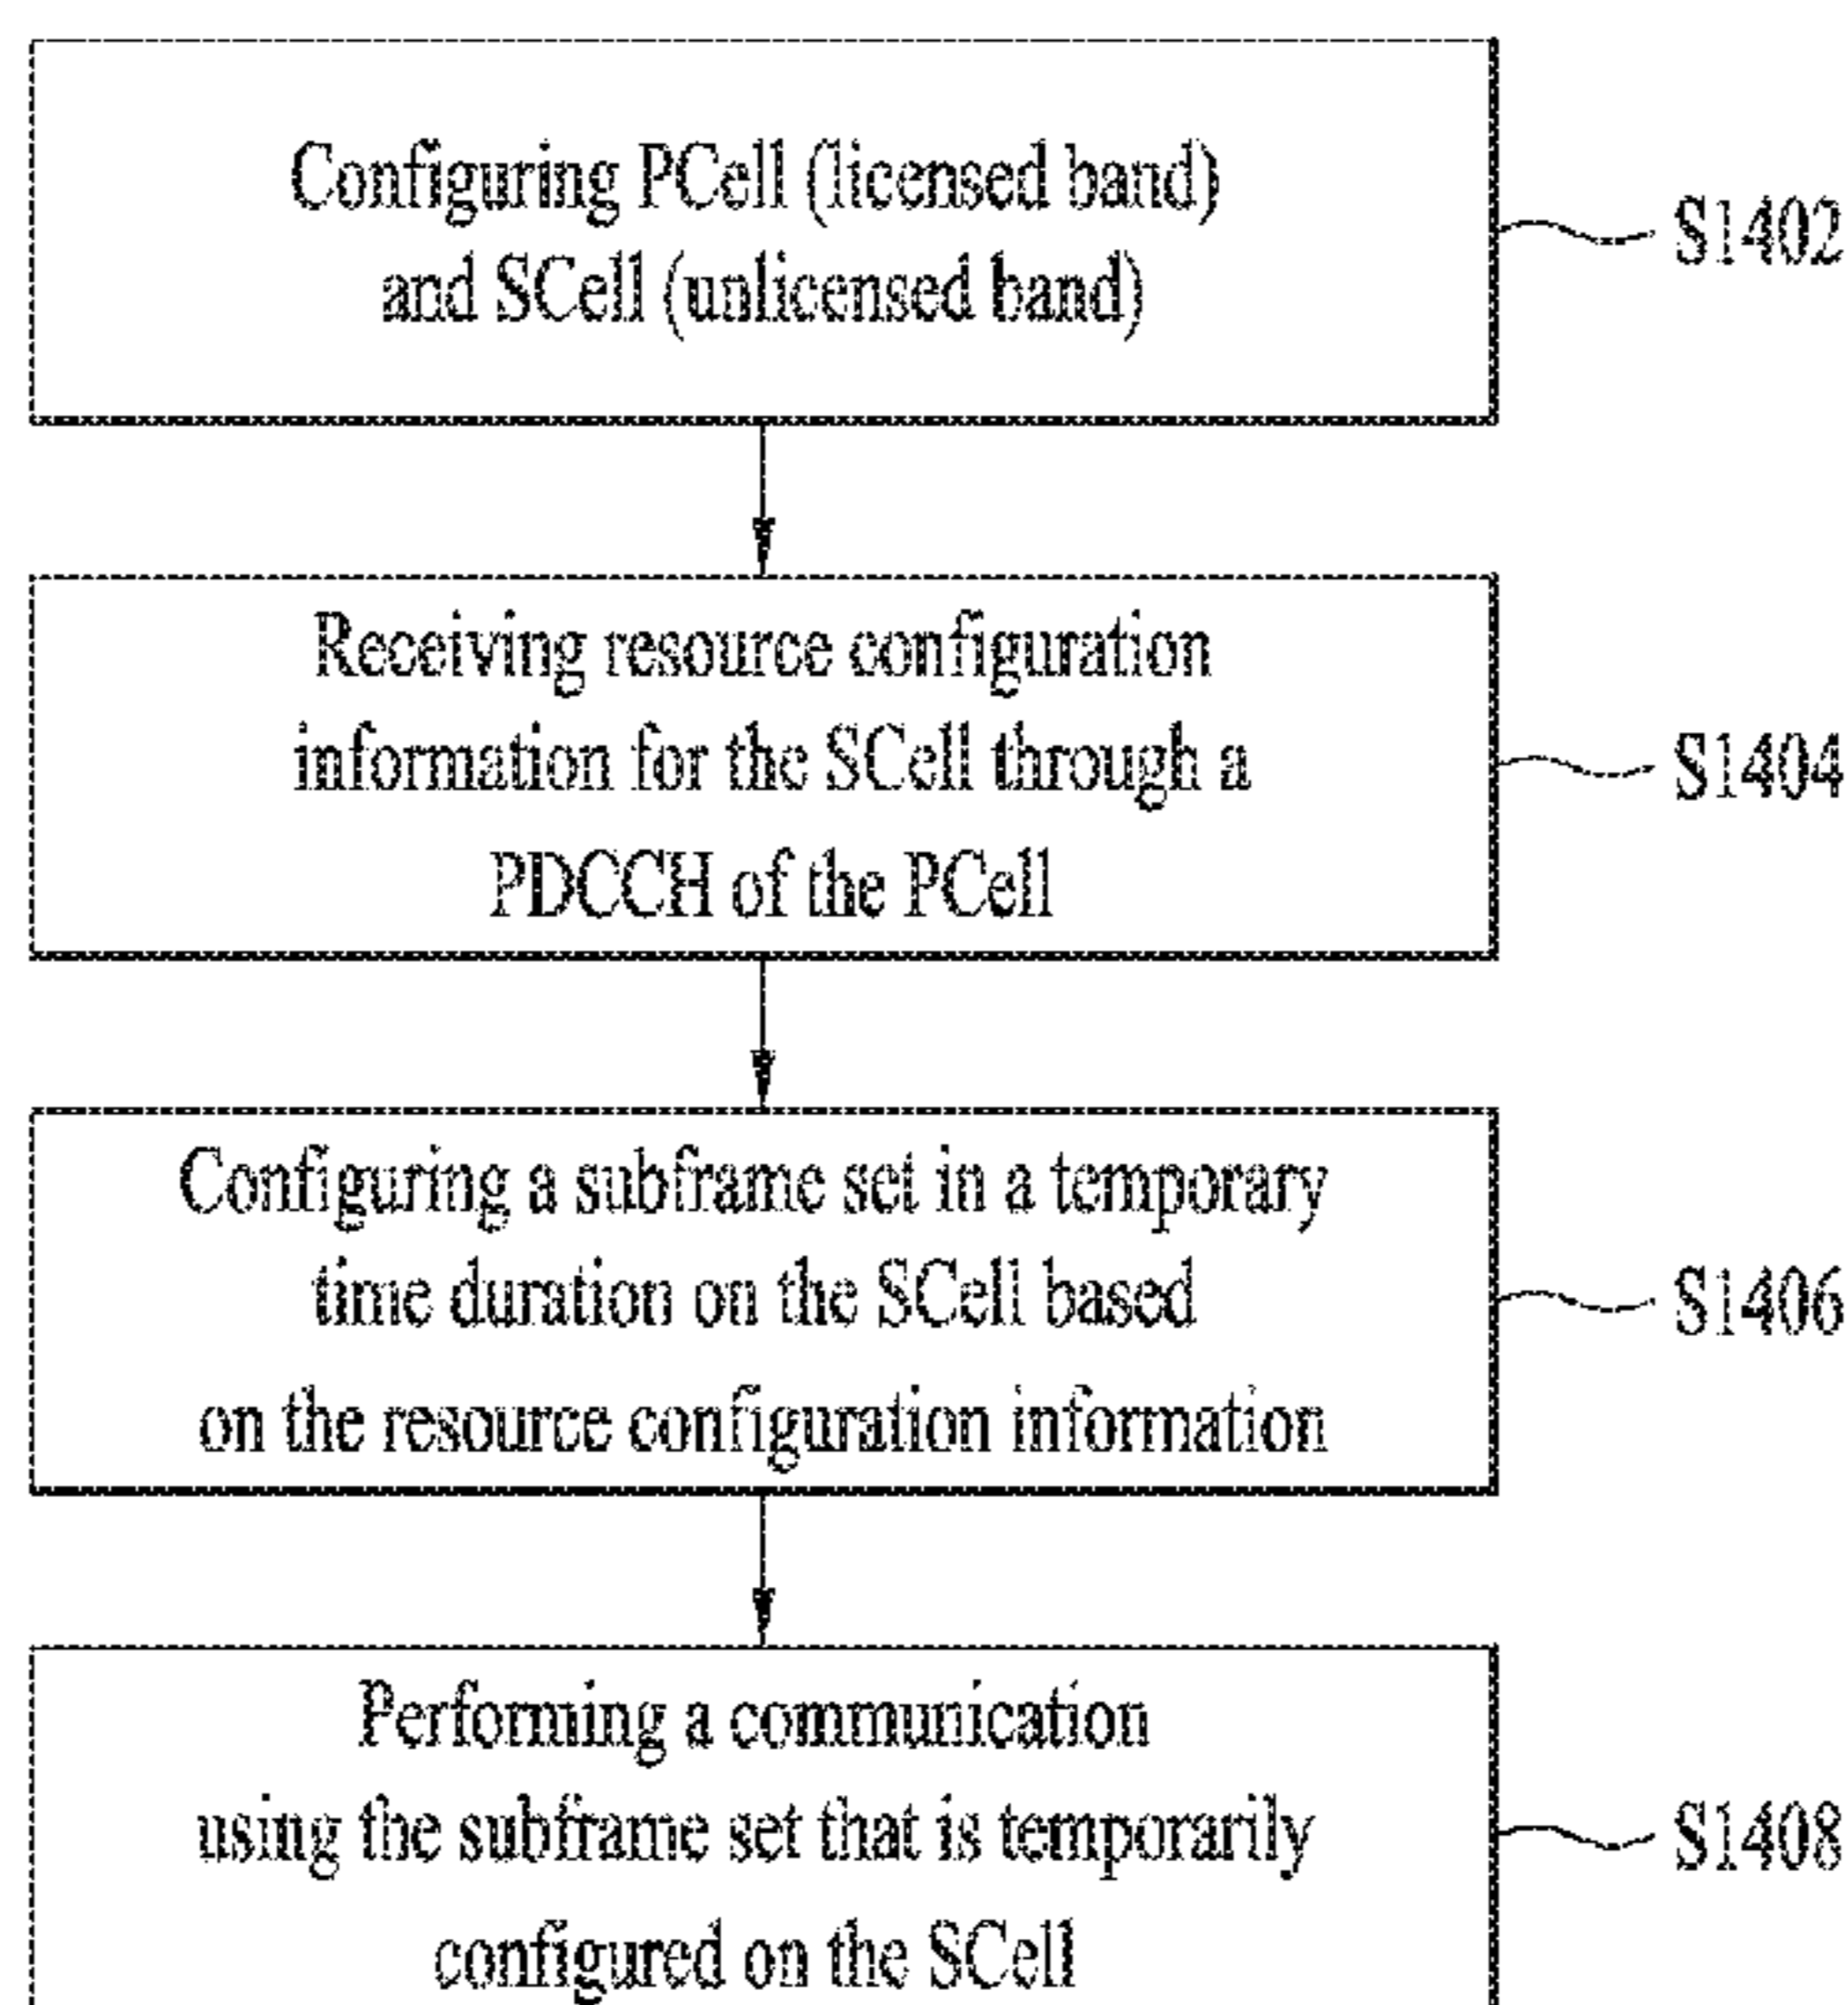 Configuring PCell (licensed band)
and SCell (unlicensed band)
S1402
Receiving resource configuration
information for the SCell through a
PDCCH of the PCell
S1404
Configuring a subframe set in a temporary
time duration on the SCell based
on the resource configuration information
S1406
Performing a communication
using the subframe set that is temporarily
configured on the SCell
S1408